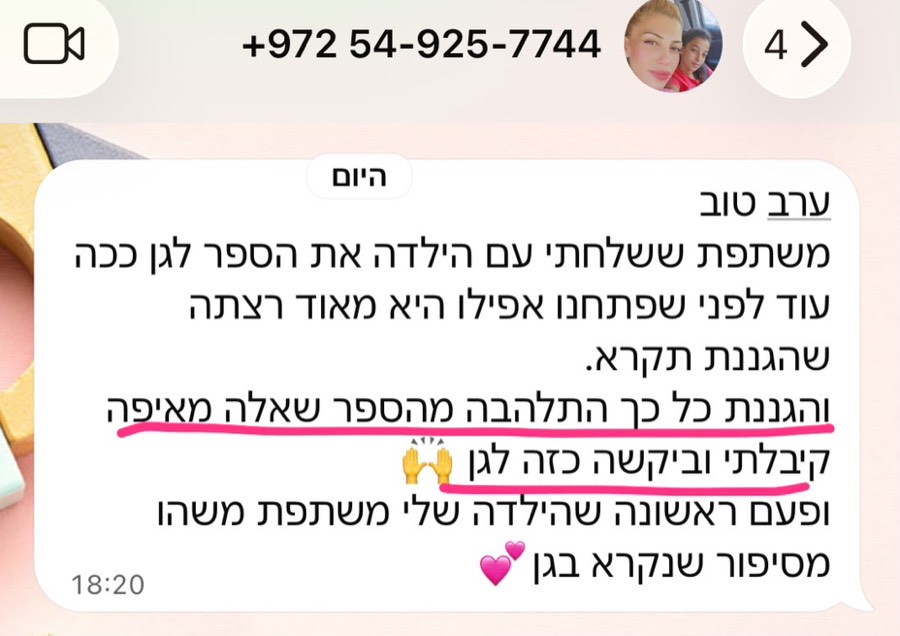 +972 54-925-7744
4
היום
ערב טוב
משתפת ששלחתי עם הילדה את הספר לגן ככה
עוד לפני שפתחנו אפילו היא מאוד רצתה
שהגננת תקרא.
והגננת כל כך התלהבה מהספר שאלה מאיפה
קיבלתי וביקשה כזה לגן 🙌
ופעם ראשונה שהילדה שלי משתפת משהו
מסיפור שנקרא בגן 💕
18:20